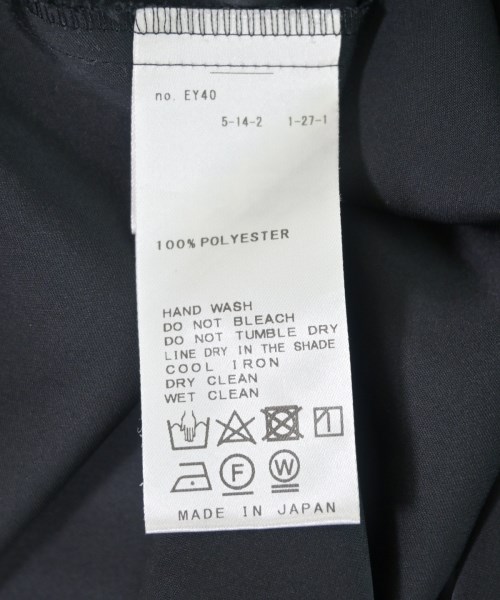 no. EY40
5-14-2 1-27-1
100% POLYESTER
HAND WASH
DO NOT BLEACH
DO NOT TUMBLE DRY
LINE DRY IN THE SHADE
COOL IRON
DRY CLEAN
WET CLEAN
F W
MADE IN JAPAN